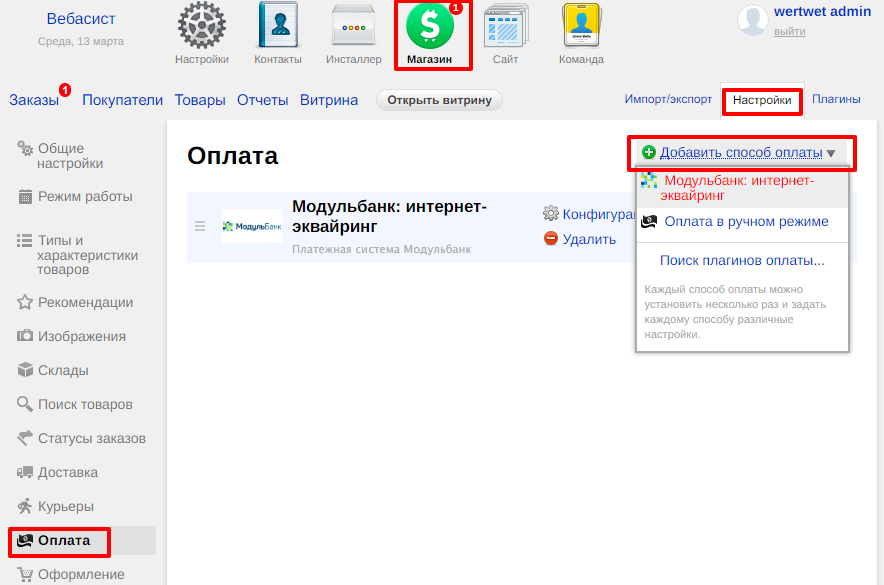 Вебасист
Среда, 13 марта
Настройки
Контакты
Инсталлер
1
Магазин
Сайт
Команда
wertwet admin
выйти
Заказы 1
Покупатели
Товары
Отчеты
Витрина
Открыть витрину
Импорт/экспорт
Настройки
Плагины
Общие
настройки
Режим работы
Типы и
характеристики
товаров
Рекомендации
Изображения
Склады
Поиск товаров
Статусы заказов
Доставка
Курьеры
Оплата
Оформление
Оплата
Добавить способ оплаты ▼
МодульБанк
Модульбанк: интернет-
эквайринг
Платежная система Модульбанк
Конфигура
Удалить
Модульбанк: интернет-
эквайринг
Оплата в ручном режиме
Поиск плагинов оплаты...
Каждый способ оплаты можно
установить несколько раз и задать
каждому способу различные
настройки.